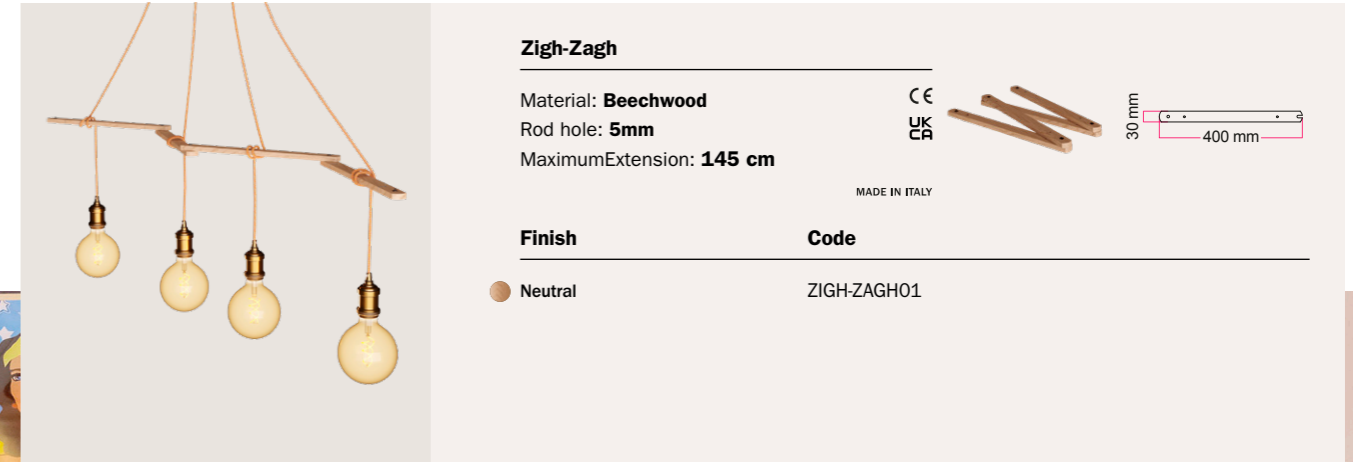 Zigh-Zagh
Material: Beechwood
Rod hole: 5mm
MaximumExtension: 145 cm
CE
UK
CA
MADE IN ITALY
30 mm
400 mm
Finish Code
Neutral ZIGH-ZAGH01